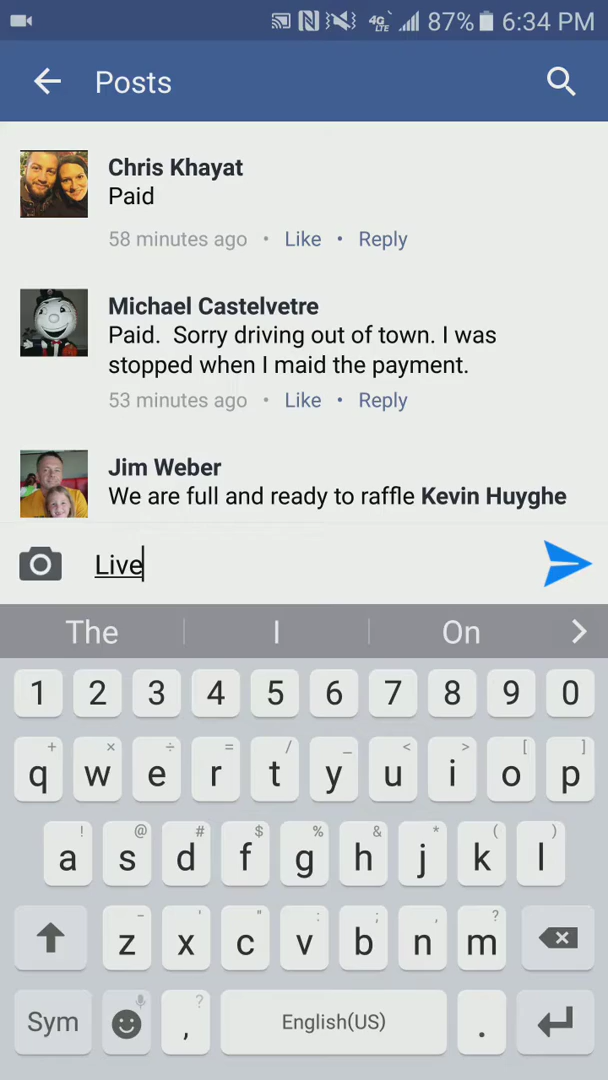 4G LTE 87% 6:34 PM
Posts
Chris Khayat
Paid
58 minutes ago • Like • Reply
Michael Castelvetre
Paid. Sorry driving out of town. I was
stopped when I maid the payment.
53 minutes ago • Like • Reply
Jim Weber
We are full and ready to raffle Kevin Huyghe
Live
The I On
1 2 3 4 5 6 7 8 9 0
+ × ÷ = / _ < > [ ]
q w e r t y u i o p
! @ # $ % & * ( )
a s d f g h j k l
- ' " : ; , ?
z x c v b n m
?
Sym , English(US) .